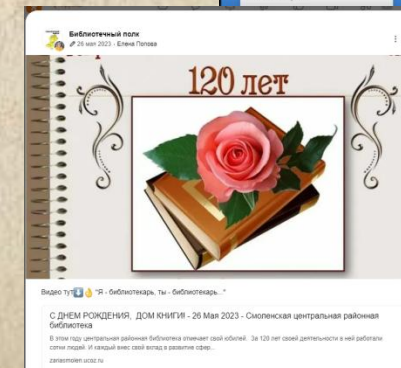 Библиотечный полк
26 мая 2023 - Елена Попова
120 лет
Видео тут⬇️👌 "Я - библиотекарь, ты - библиотекарь..."
С ДНЕМ РОЖДЕНИЯ, ДОМ КНИГИ! - 26 Мая 2023 - Смоленская центральная районная
библиотека
В этом году центральная районная библиотека отмечает свой юбилей. За 120 лет своей деятельности в ней работали
сотни людей. И каждый внес свой вклад в развитие сфер...
zariasmolen.ucoz.ru